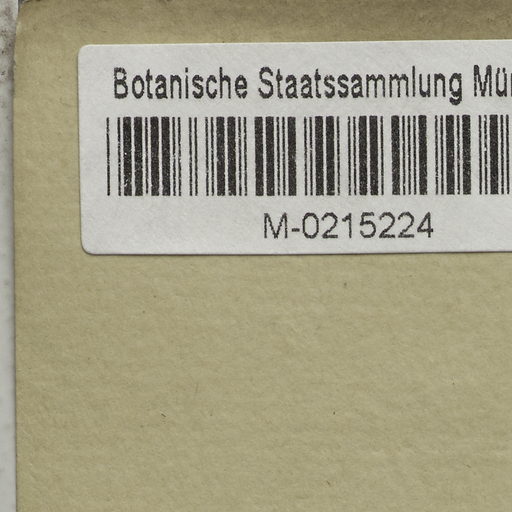 Botanische Staatssammlung Mün
M-0215224